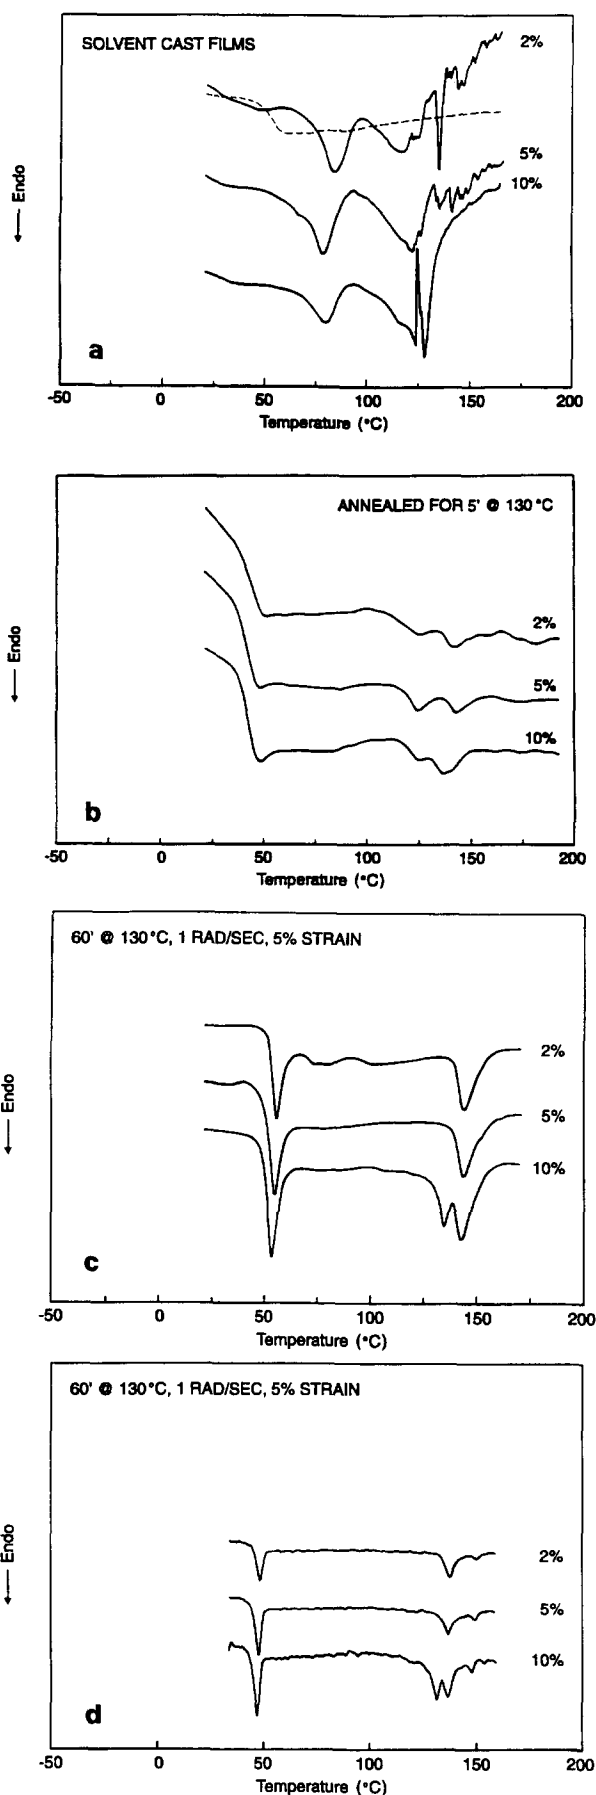 SOLVENT CAST FILMS
2%
5%
10%
← Endo
a
-50 0 50 100 150 200
Temperature (°C)
ANNEALED FOR 5' @ 130°C
2%
5%
10%
← Endo
b
-50 0 50 100 150 200
Temperature (°C)
60' @ 130°C, 1 RAD/SEC, 5% STRAIN
2%
5%
10%
← Endo
c
-50 0 50 100 150 200
Temperature (°C)
60' @ 130°C, 1 RAD/SEC, 5% STRAIN
2%
5%
10%
← Endo
d
-50 0 50 100 150 200
Temperature (°C)